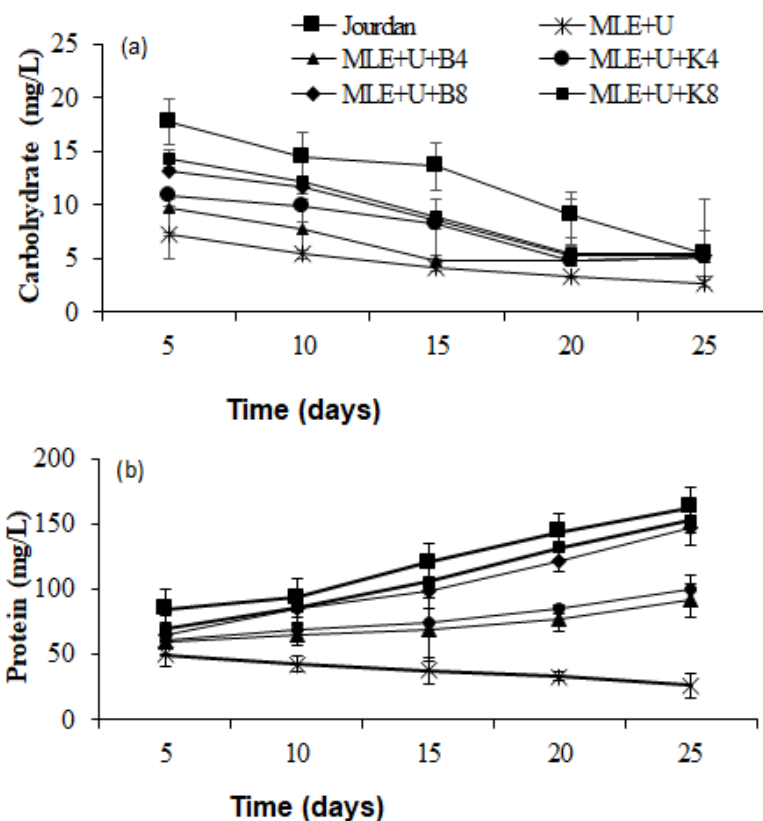 (a)
Jourdan
MLE+U
MLE+U+B4
MLE+U+K4
MLE+U+B8
MLE+U+K8
Carbohydrate (mg/L)
25
20
15
10
5
0
5 10 15 20 25
Time (days)
(b)
Protein (mg/L)
200
150
100
50
0
5 10 15 20 25
Time (days)